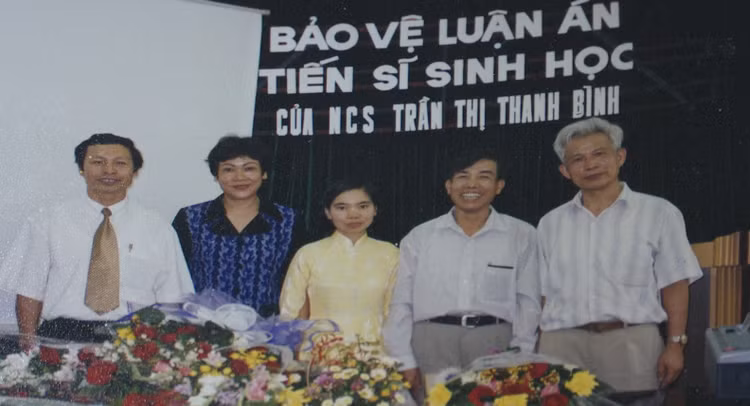 BẢO VỆ LUẬN ÁN
TIẾN SĨ SINH HỌC
CỦA NCS TRẦN THỊ THANH BÌNH